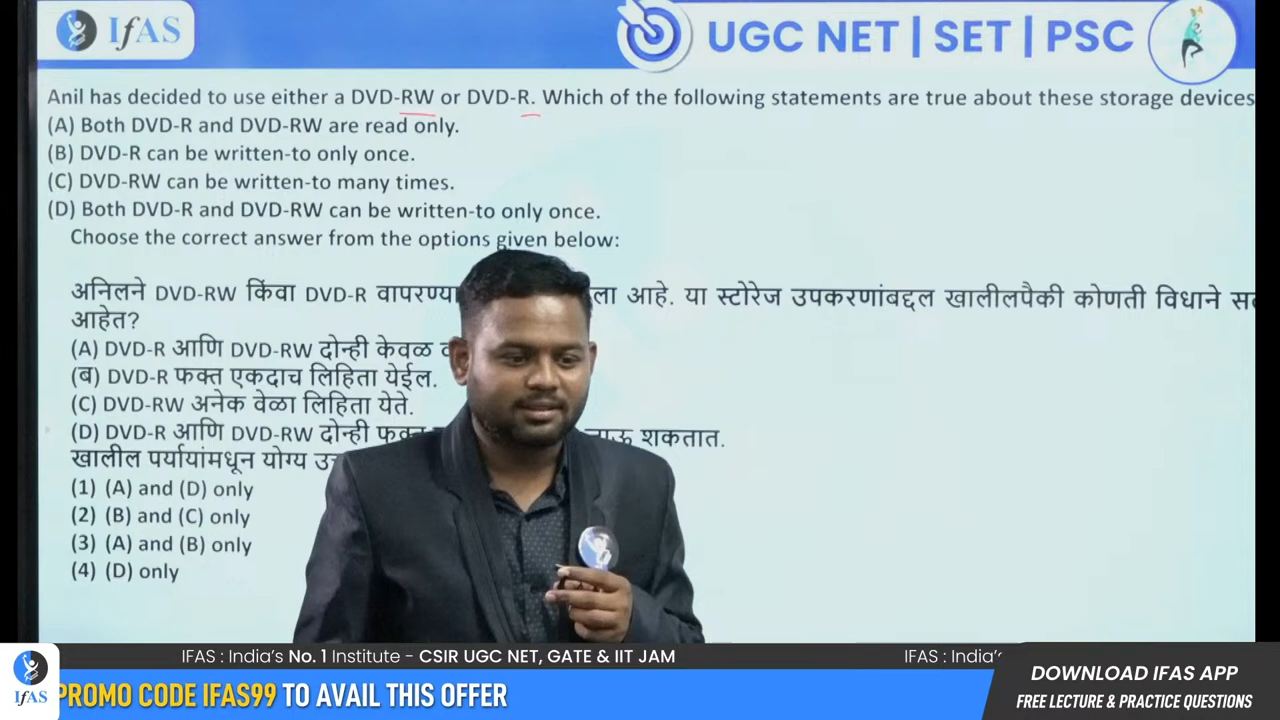 IfAS
UGC NET | SET | PSC
Anil has decided to use either a DVD-RW or DVD-R. Which of the following statements are true about these storage devices
(A) Both DVD-R and DVD-RW are read only.
(B) DVD-R can be written-to only once.
(C) DVD-RW can be written-to many times.
(D) Both DVD-R and DVD-RW can be written-to only once.
Choose the correct answer from the options given below:
अनिलने DVD-RW किंवा DVD-R वापरण्या ला आहे. या स्टोरेज उपकरणांबद्दल खालीलपैकी कोणती विधाने
आहेत?
(A) DVD-R आणि DVD-RW दोन्ही केवळ
(ब) DVD-R फक्त एकदाच लिहिता येईल.
(C) DVD-RW अनेक वेळा लिहिता येते.
(D) DVD-R आणि DVD-RW दोन्ही फक्त जाऊ शकतात.
खालील पर्यायांमधून योग्य
(1) (A) and (D) only
(2) (B) and (C) only
(3) (A) and (B) only
(4) (D) only
IFAS : India's No. 1 Institute - CSIR UGC NET, GATE & IIT JAM
IFAS : India's
IfAS
PROMO CODE IFAS99 TO AVAIL THIS OFFER
DOWNLOAD IFAS APP
FREE LECTURE & PRACTICE QUESTIONS